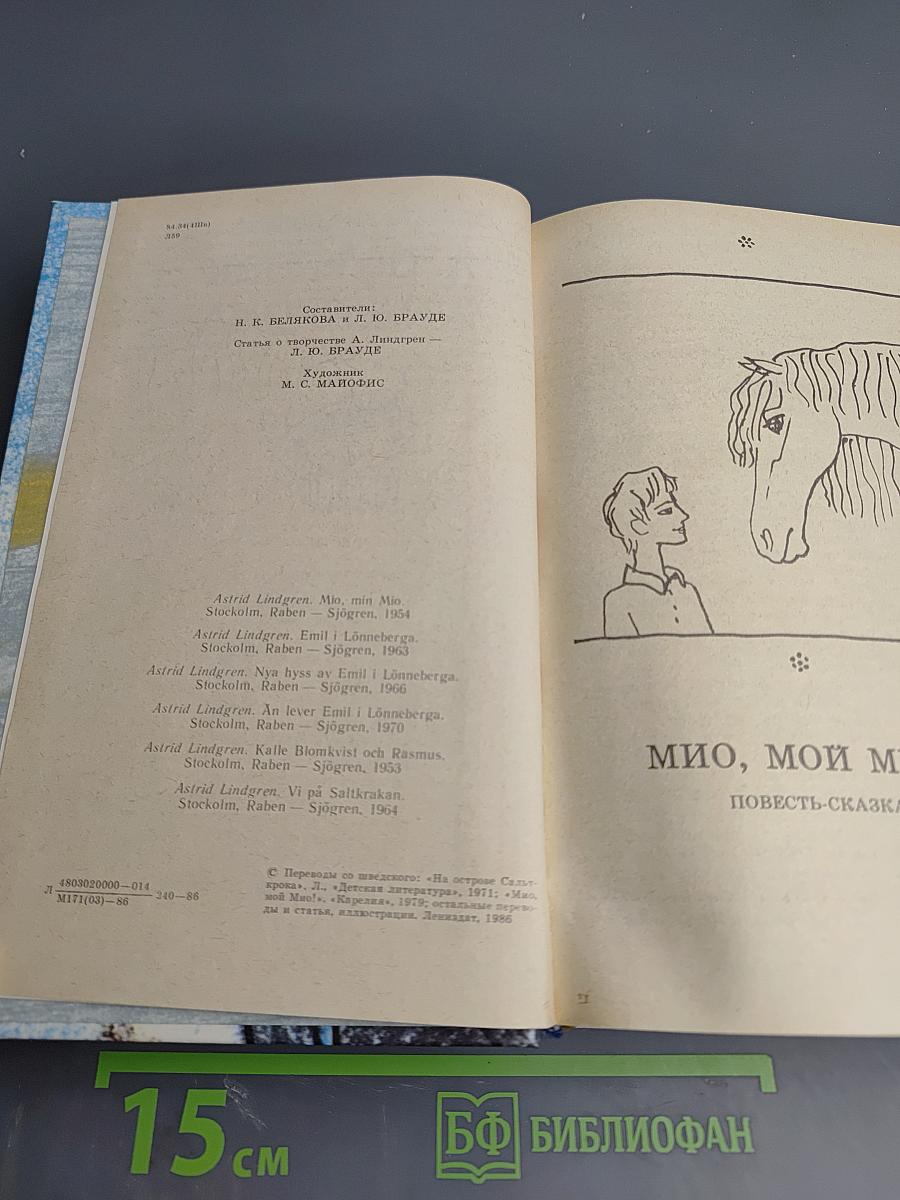 84.34(4Шв)
Л59
Составители:
Н. К. БЕЛЯКОВА и Л. Ю. БРАУДЕ
Статья о творчестве А. Линдгрен —
Л. Ю. БРАУДЕ
Художник
М. С. МАЙОФИС
Astrid Lindgren. Mio, min Mio.
Stockolm, Raben — Sjögren, 1954
Astrid Lindgren. Emil i Lönneberga.
Stockolm, Raben — Sjögren, 1963
Astrid Lindgren. Nya hyss av Emil i Lönneberga.
Stockolm, Raben — Sjögren, 1966
Astrid Lindgren. Än lever Emil i Lönneberga.
Stockolm, Raben — Sjögren, 1970
Astrid Lindgren. Kalle Blomkvist och Rasmus.
Stockolm, Raben — Sjögren, 1953
Astrid Lindgren. Vi på Saltkrakan.
Stockolm, Raben — Sjögren, 1964
Л 4803020000—014 240—86
М171(03)—86
© Переводы со шведского: «На острове Сальт-
крока», Л., «Детская литература», 1971; «Мио,
мой Мио!», «Карелия», 1979; остальные перево-
ды и статья, иллюстрации, Лениздат, 1986
МИО, МОЙ М
ПОВЕСТЬ-СКАЗКА
15 см
БФ БИБЛИОФАН